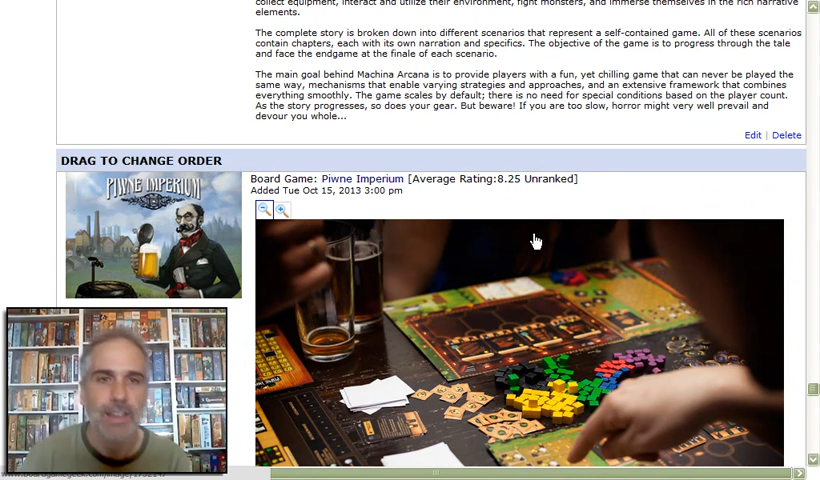 collect equipment, interact and utilize their environment, fight monsters, and immerse themselves in the rich narrative
elements.
The complete story is broken down into different scenarios that represent a self-contained game. All of these scenarios
contain chapters, each with its own narration and specifics. The objective of the game is to progress through the tale
and face the endgame at the finale of each scenario.
The main goal behind Machina Arcana is to provide players with a fun, yet chilling game that can never be played the
same way, mechanisms that enable varying strategies and approaches, and an extensive framework that combines
everything smoothly. The game scales by default; there is no need for special conditions based on the player count.
As the story progresses, so does your gear. But beware! If you are too slow, horror might very well prevail and
devour you whole...
Edit | Delete
DRAG TO CHANGE ORDER
Board Game: Piwne Imperium [Average Rating:8.25 Unranked]
Added Tue Oct 15, 2013 3:00 pm
PIWNE IMPERIUM